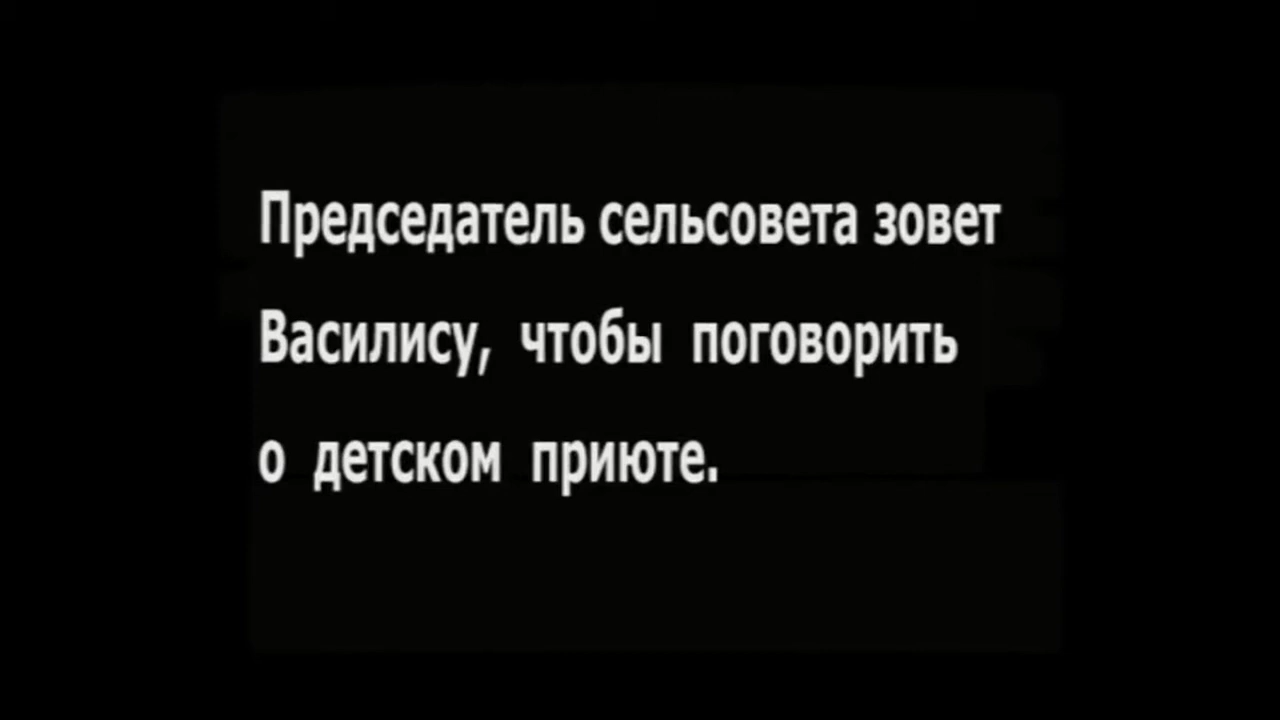 Председатель сельсовета зовет
Василису, чтобы поговорить
о детском приюте.